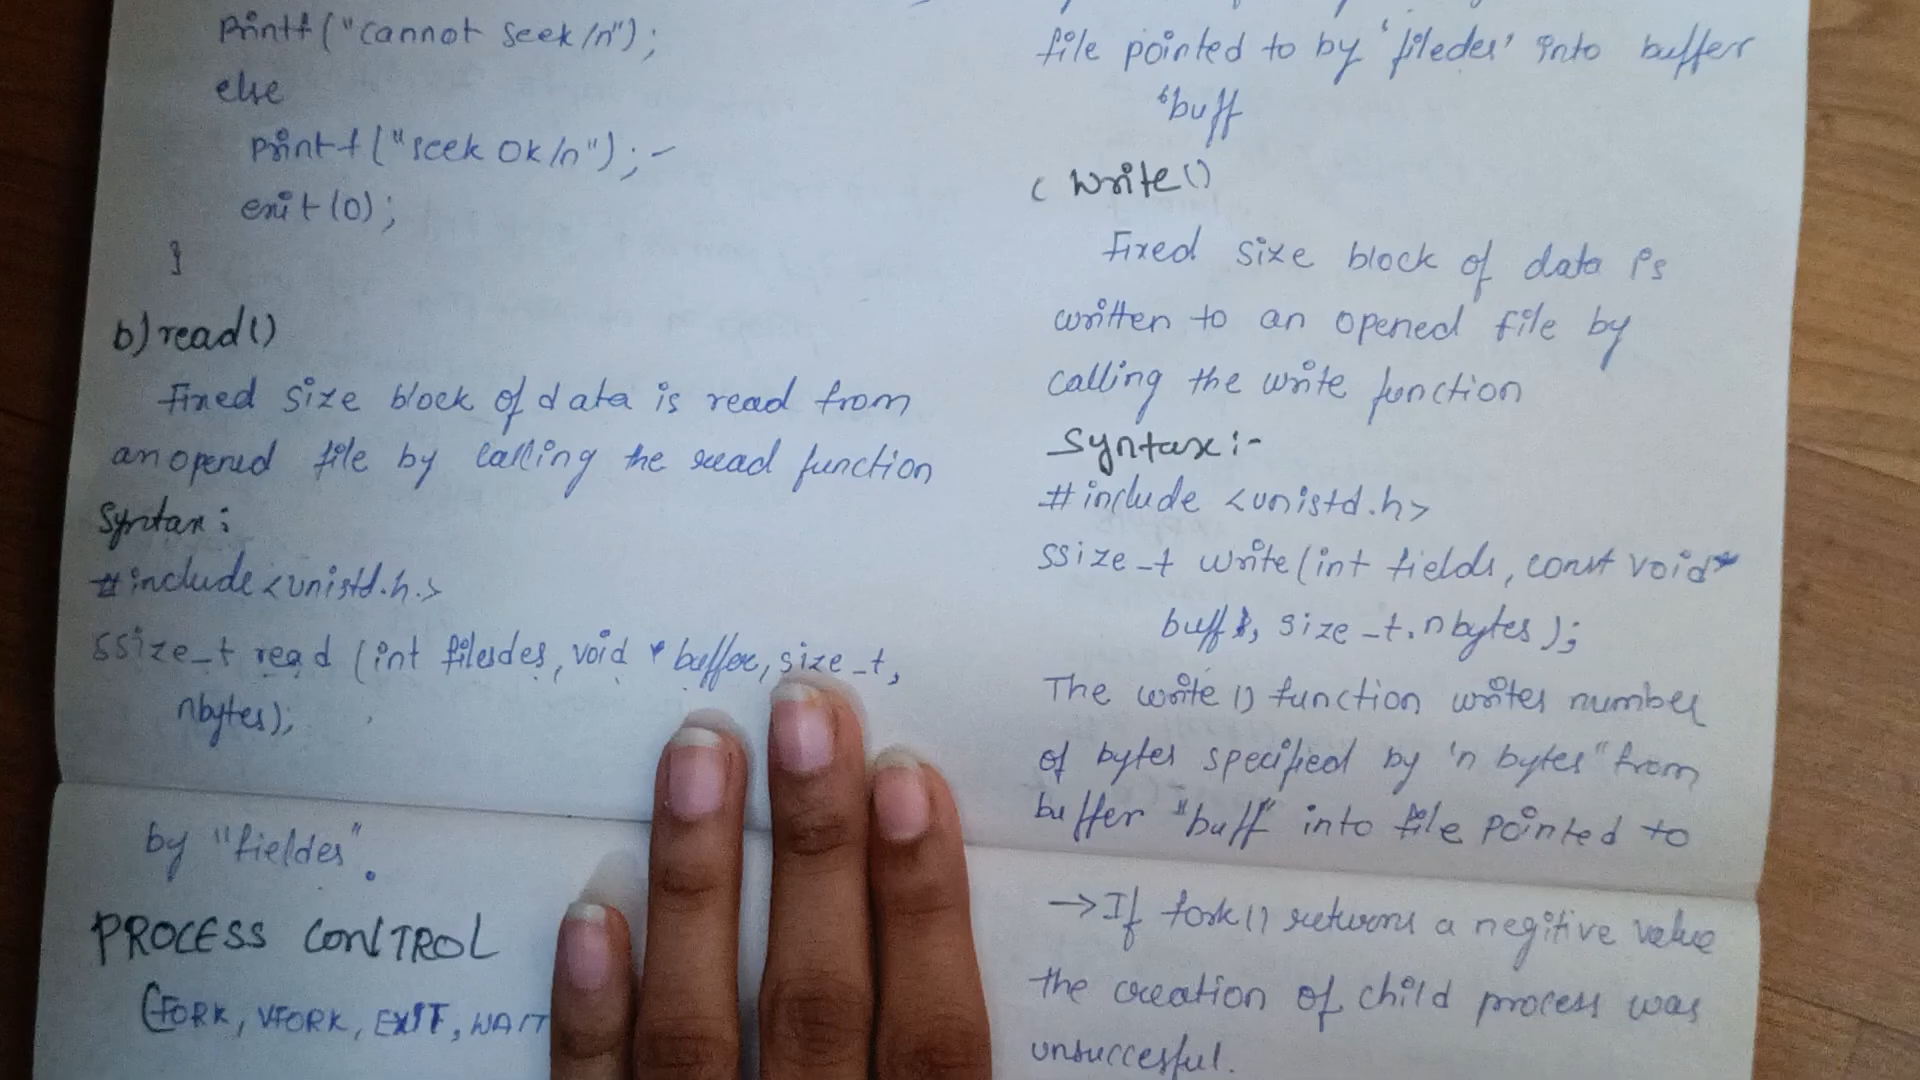 printf("cannot seek/n");
else
printf("seek ok/n");
exit(0);
}
b) read()
Fixed size block of data is read from
an opened file by calling the read function
Syntax:
#include <unistd.h.>
ssize_t read (int filedes, void * buffer, size_t,
nbytes);
by "fieldes".
PROCESS CONTROL
(FORK, VFORK, EXIT, WAIT
file pointed to by 'filedes' into buffer
'buff
c write()
Fixed size block of data is
written to an opened file by
calling the write function
Syntax:-
#include <unistd.h>
ssize_t write(int fields, const void*
buff, size_t.nbytes);
The write() function writes number
of bytes specified by 'n bytes" from
buffer "buff" into file pointed to
→ If fork() returns a negitive value
the creation of child process was
unsuccesful.